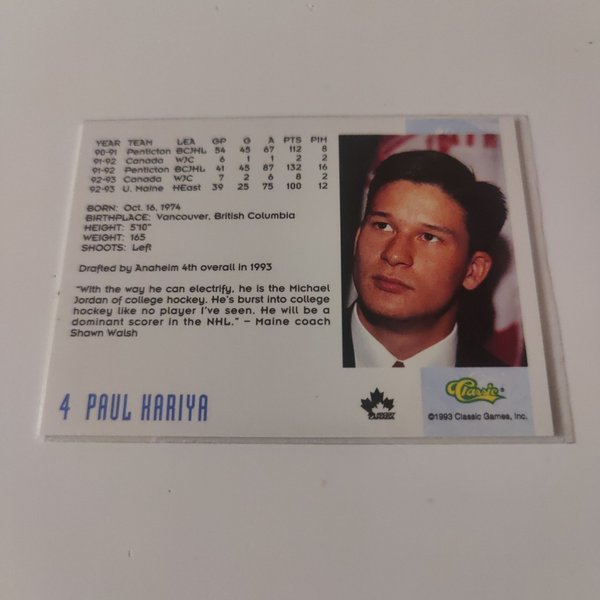 YEAR TEAM LEA GP G A PTS PIM
90-91 Penticton BCJHL 54 45 67 112 8
91-92 Canada WJC 6 1 1 2 2
91-92 Penticton BCJHL 41 45 87 132 16
92-93 Canada WJC 7 2 6 8 2
92-93 U. Maine HEast 39 25 75 100 12
BORN: Oct. 16, 1974
BIRTHPLACE: Vancouver, British Columbia
HEIGHT: 5'10"
WEIGHT: 165
SHOOTS: Left
Drafted by Anaheim 4th overall in 1993
"With the way he can electrify, he is the Michael
Jordan of college hockey. He's burst into college
hockey like no player I've seen. He will be a
dominant scorer in the NHL." – Maine coach
Shawn Walsh
4 PAUL KARIYA
Classic®
©1993 Classic Games, Inc.